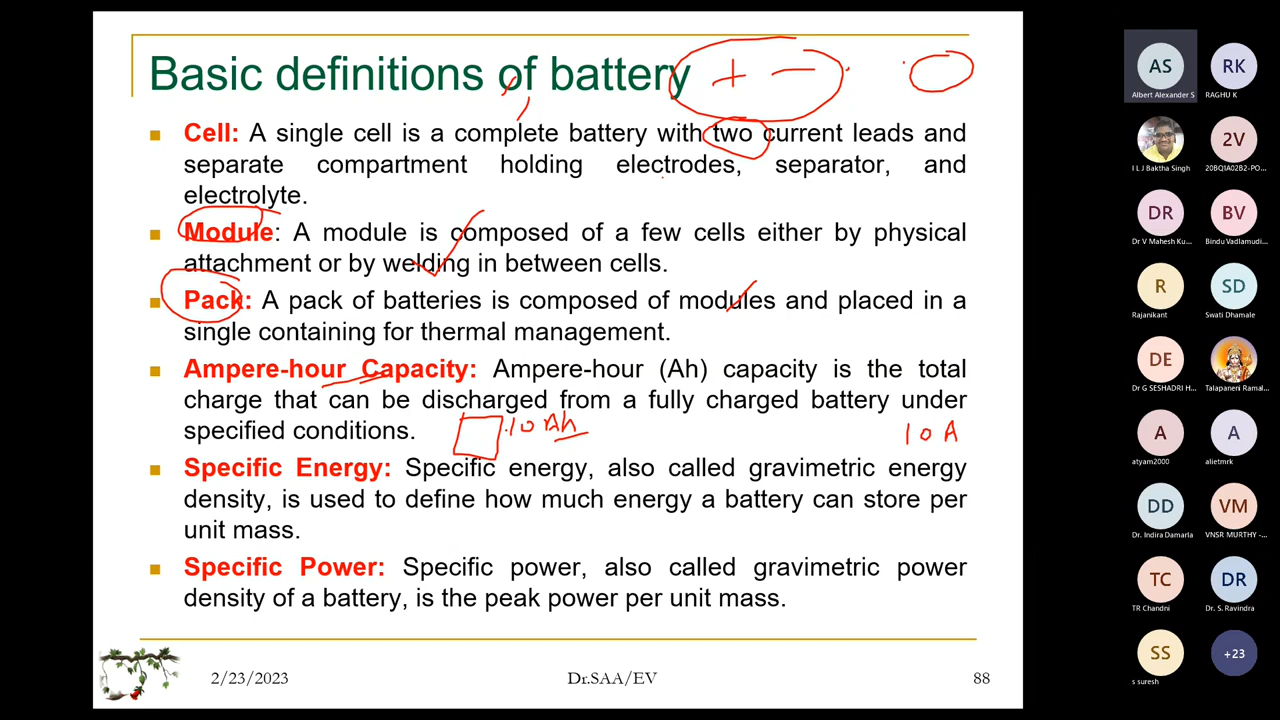 Basic definitions of battery + −
Cell: A single cell is a complete battery with two current leads and
separate compartment holding electrodes, separator, and
electrolyte.
Module: A module is composed of a few cells either by physical
attachment or by welding in between cells.
Pack: A pack of batteries is composed of modules and placed in a
single containing for thermal management.
Ampere-hour Capacity: Ampere-hour (Ah) capacity is the total
charge that can be discharged from a fully charged battery under
specified conditions.
10 Ah
10 A
Specific Energy: Specific energy, also called gravimetric energy
density, is used to define how much energy a battery can store per
unit mass.
Specific Power: Specific power, also called gravimetric power
density of a battery, is the peak power per unit mass.
2/23/2023 Dr.SAA/EV 88
AS RK
Albert Alexander S RAGHU K
2V
I L J Baktha Singh 20BQ1A02B2-PO...
DR BV
Dr V Mahesh Ku... Bindu Vadlamudi...
R SD
Rajanikant Swati Dhamale
DE
Dr G SESHADRI H... Talapaneni Ramal...
A A
atyam2000 alietmrk
DD VM
Dr. Indira Damarla VNSR MURTHY -...
TC DR
TR Chandni Dr. S. Ravindra
SS +23
s suresh